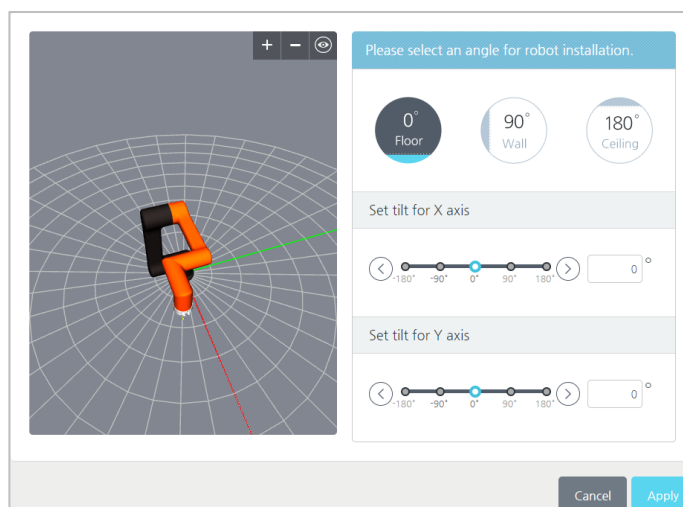 Please select an angle for robot installation.
0°
Floor
90°
Wall
180°
Ceiling
Set tilt for X axis
-180° -90° 0° 90° 180°
0 °
Set tilt for Y axis
-180° -90° 0° 90° 180°
0 °
Cancel Apply